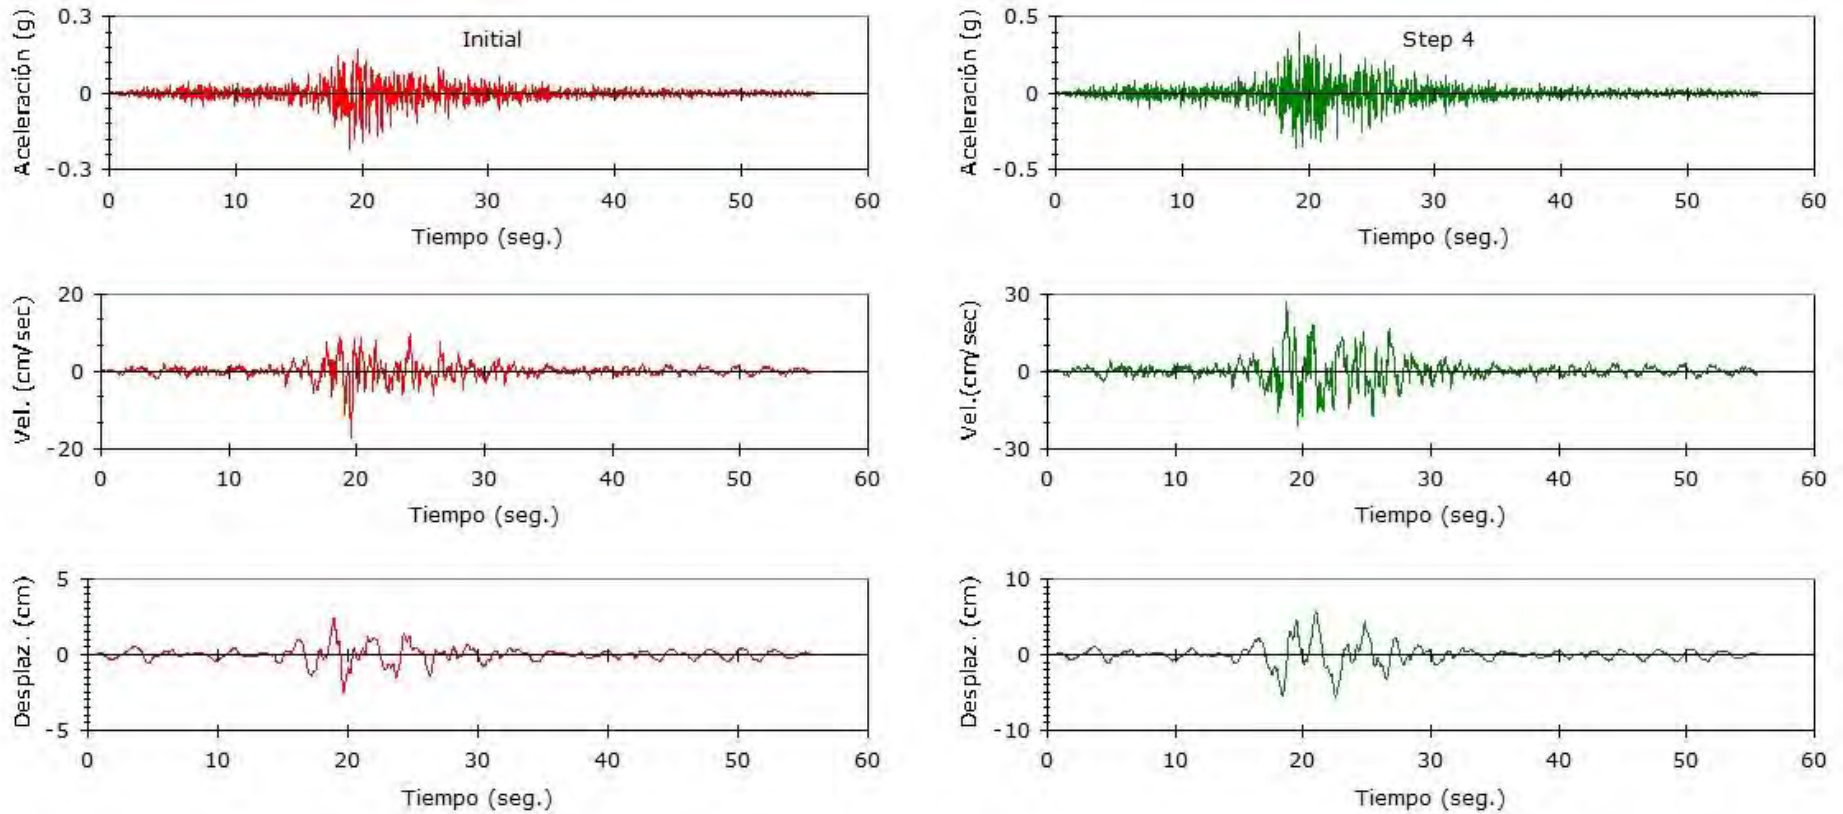 Initial
Aceleración (g)
0.3
0
-0.3
0 10 20 30 40 50 60
Tiempo (seg.)
Step 4
Aceleración (g)
0.5
0
-0.5
0 10 20 30 40 50 60
Tiempo (seg.)
Vel. (cm/sec)
20
0
-20
0 10 20 30 40 50 60
Tiempo (seg.)
Vel.(cm/sec)
30
0
-30
0 10 20 30 40 50 60
Tiempo (seg.)
Desplaz. (cm)
5
0
-5
0 10 20 30 40 50 60
Tiempo (seg.)
Desplaz. (cm)
10
0
-10
0 10 20 30 40 50 60
Tiempo (seg.)